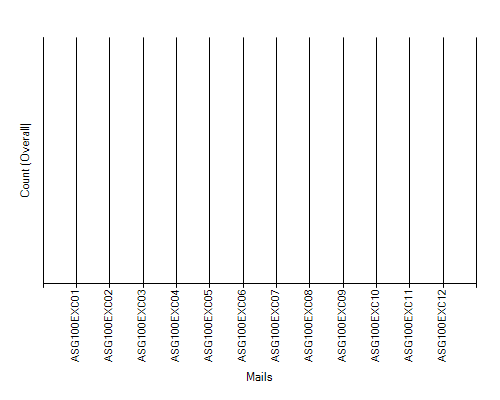 Count (Overall)
ASG100EXC01
ASG100EXC02
ASG100EXC03
ASG100EXC04
ASG100EXC05
ASG100EXC06
ASG100EXC07
ASG100EXC08
ASG100EXC09
ASG100EXC10
ASG100EXC11
ASG100EXC12
Mails